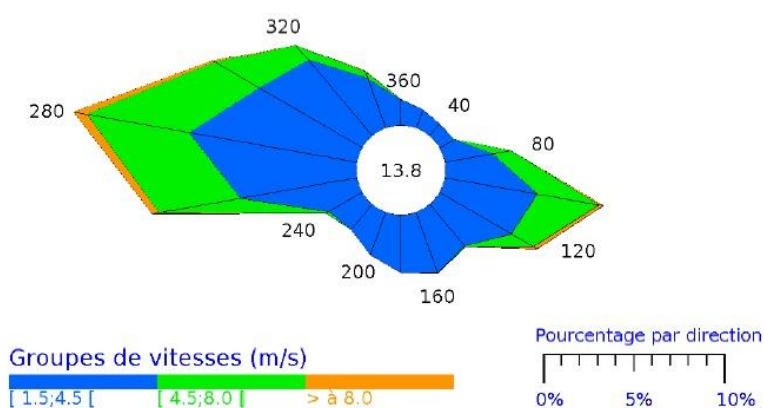 320
360
40
280
13.8
80
240
120
200
160
Pourcentage par direction
Groupes de vitesses (m/s)
[ 1.5;4.5 [ [ 4.5;8.0 [ > à 8.0
0% 5% 10%